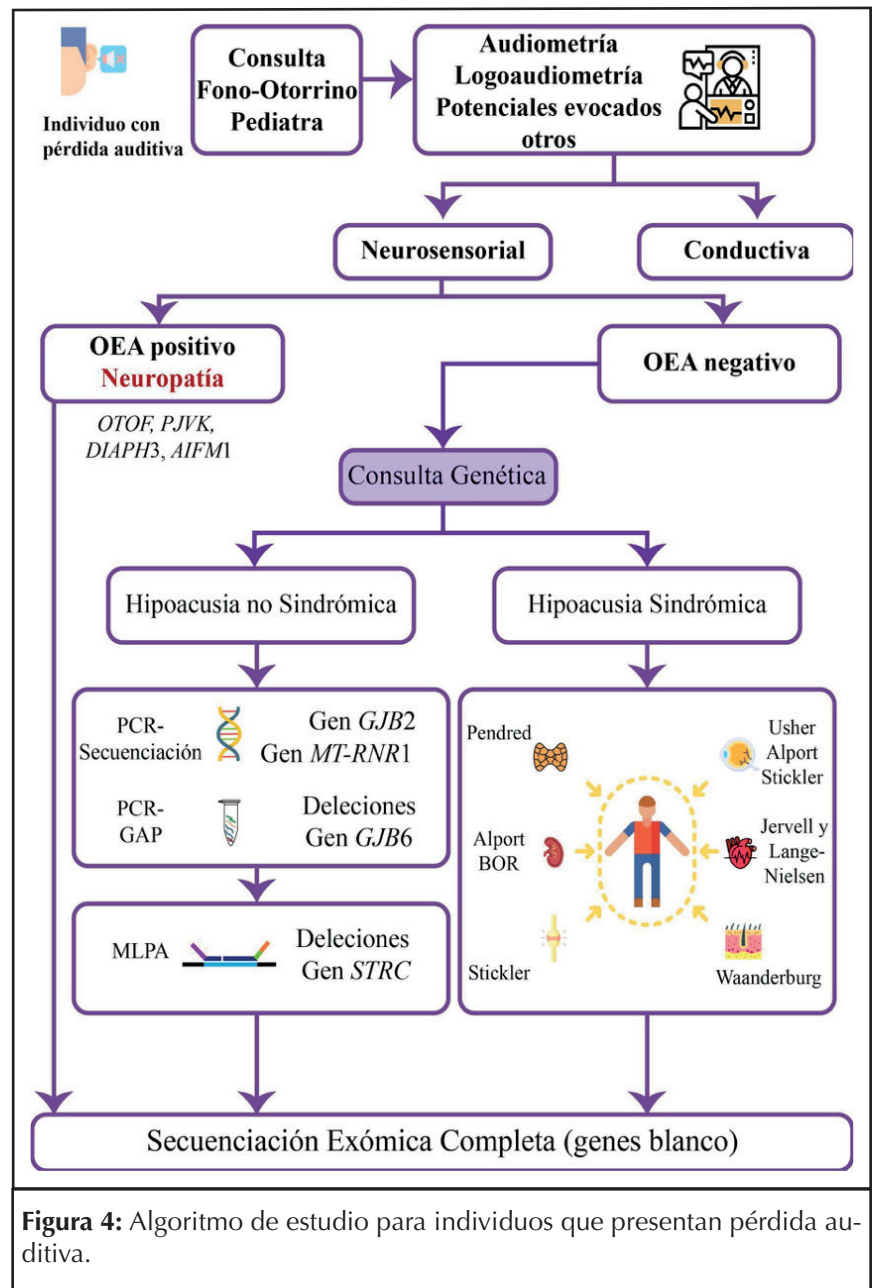 Individuo con
pérdida auditiva
Consulta
Fono-Otorrino
Pediatra
Audiometría
Logoaudiometría
Potenciales evocados
otros
Neurosensorial
Conductiva
OEA positivo
Neuropatía
OTOF, PJVK,
DIAPH3, AIFM1
OEA negativo
Consulta Genética
Hipoacusia no Sindrómica
Hipoacusia Sindrómica
PCR-
Secuenciación
Gen GJB2
Gen MT-RNR1
PCR-
GAP
Deleciones
Gen GJB6
MLPA
Deleciones
Gen STRC
Pendred
Usher
Alport
Stickler
Alport
BOR
Jervell y
Lange-
Nielsen
Stickler
Waanderburg
Secuenciación Exómica Completa (genes blanco)
Figura 4: Algoritmo de estudio para individuos que presentan pérdida au-
ditiva.